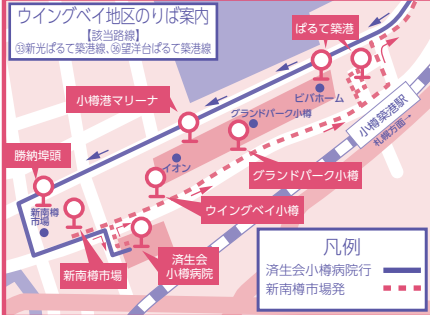 ウイングベイ地区のりば案内
【該当路線】
㉝新光ぱるて築港線、㊱望洋台ぱるて築港線
ぱるて築港
小樽港マリーナ
ビバホーム
グランドパーク小樽
小樽築港駅
札幌方面→
勝納埠頭
イオン
グランドパーク小樽
ウイングベイ小樽
新南樽
市場
新南樽市場
済生会
小樽病院
凡例
済生会小樽病院行
新南樽市場発